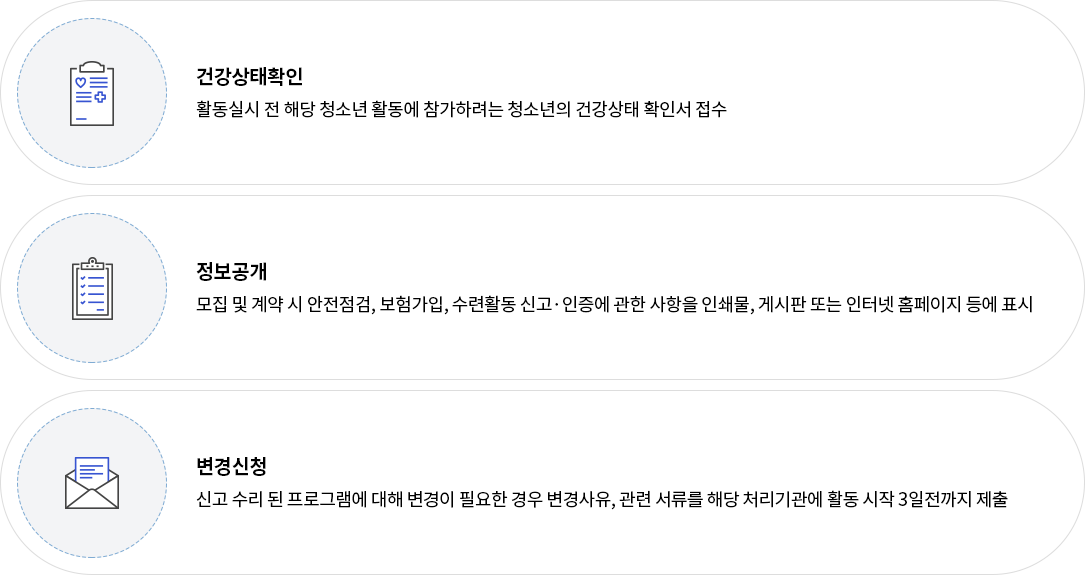 건강상태확인
활동실시 전 해당 청소년 활동에 참가하려는 청소년의 건강상태 확인서 접수
정보공개
모집 및 계약 시 안전점검, 보험가입, 수련활동 신고·인증에 관한 사항을 인쇄물, 게시판 또는 인터넷 홈페이지 등에 표시
변경신청
신고 수리 된 프로그램에 대해 변경이 필요한 경우 변경사유, 관련 서류를 해당 처리기관에 활동 시작 3일전까지 제출